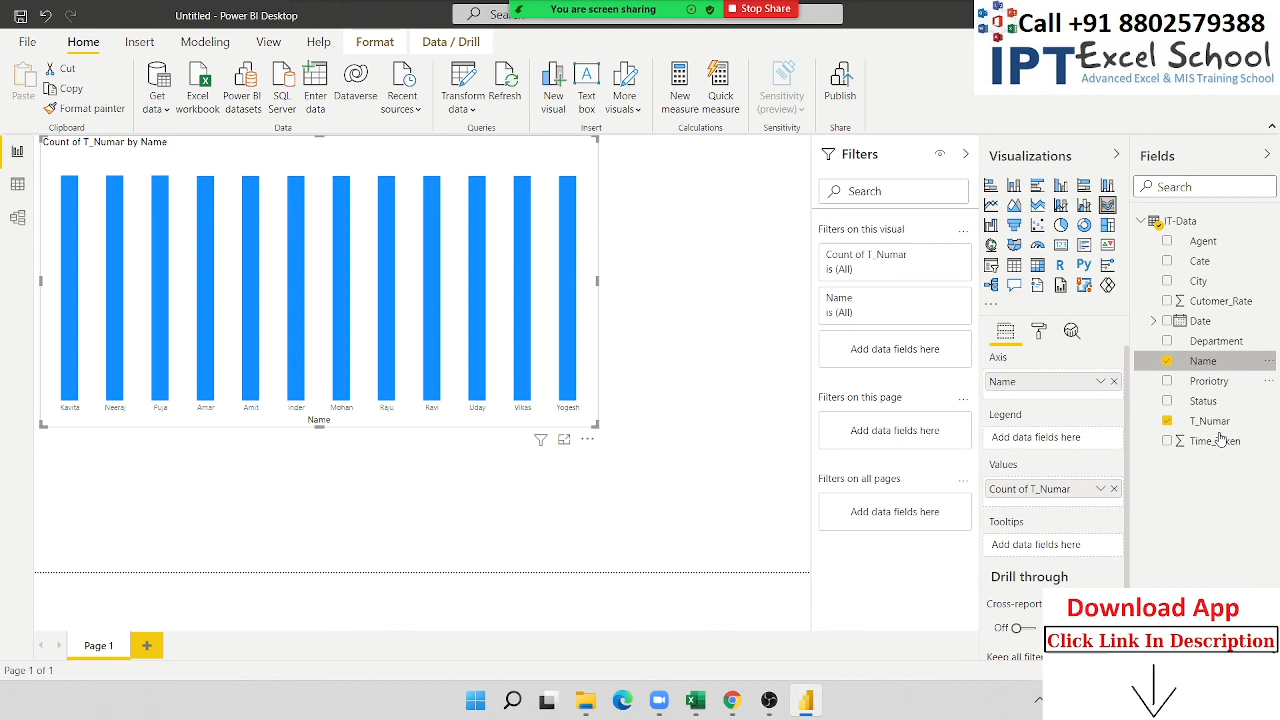 Untitled - Power BI Desktop
You are screen sharing
Stop Share
Call +91 8802579388
IPT Excel School
Advanced Excel & MIS Training School
File
Home
Insert
Modeling
View
Help
Format
Data / Drill
Paste
Cut
Copy
Format painter
Get data
Excel workbook
Power BI datasets
SQL Server
Enter data
Dataverse
Recent sources
Transform data
Refresh
New visual
Text box
More visuals
New measure
Quick measure
Sensitivity (preview)
Publish
Clipboard
Data
Queries
Insert
Calculations
Sensitivity
Share
Count of T_Numar by Name
Kavita
Neeraj
Puja
Amar
Amit
Inder
Mohan
Raju
Ravi
Uday
Vikas
Yogesh
Name
Filters
Search
Filters on this visual
Count of T_Numar
is (All)
Name
is (All)
Add data fields here
Filters on this page
Add data fields here
Filters on all pages
Add data fields here
Visualizations
R
Py
Axis
Name
Legend
Add data fields here
Values
Count of T_Numar
Tooltips
Add data fields here
Drill through
Cross-report
Off
Keep all filter
Fields
Search
IT-Data
Agent
Cate
City
Cutomer_Rate
Date
Department
Name
Prioriotry
Status
T_Numar
Download App
Click Link In Description
Page 1
Page 1 of 1